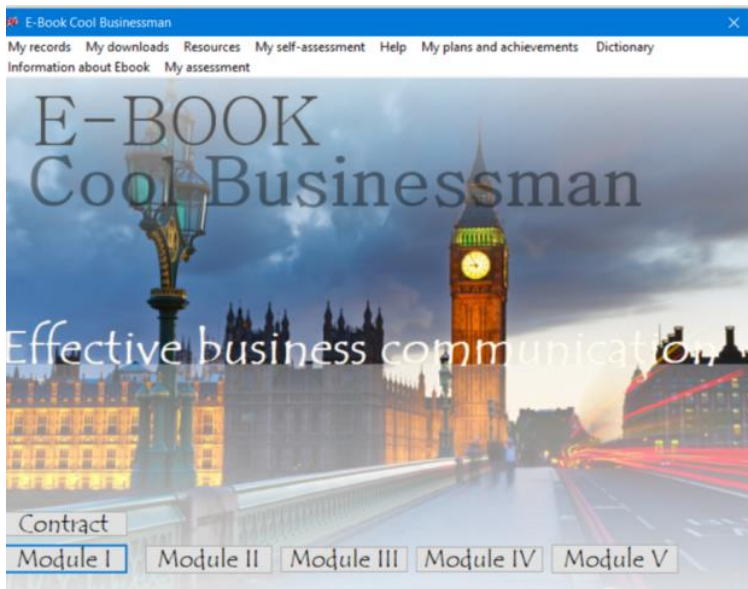 E-Book Cool Businessman
My records My downloads Resources My self-assessment Help My plans and achievements Dictionary
Information about Ebook My assessment
E-BOOK
Cool Businessman
Effective business communication
Contract
Module I Module II Module III Module IV Module V